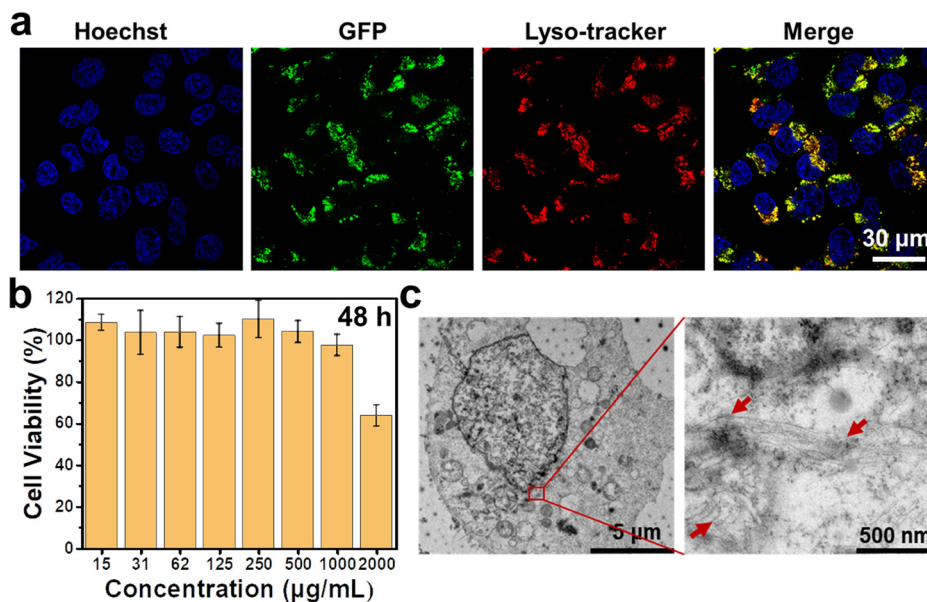 a
Hoechst GFP Lyso-tracker Merge
30 μm
b
48 h
Cell Viability (%)
120
100
80
60
40
20
0
15 31 62 125 250 500 1000 2000
Concentration (μg/mL)
c
5 μm
500 nm